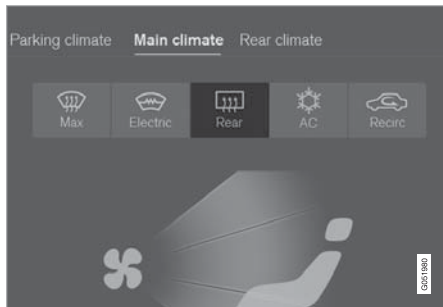 Parking climate Main climate Rear climate
Max Electric Rear AC Recirc
G051980